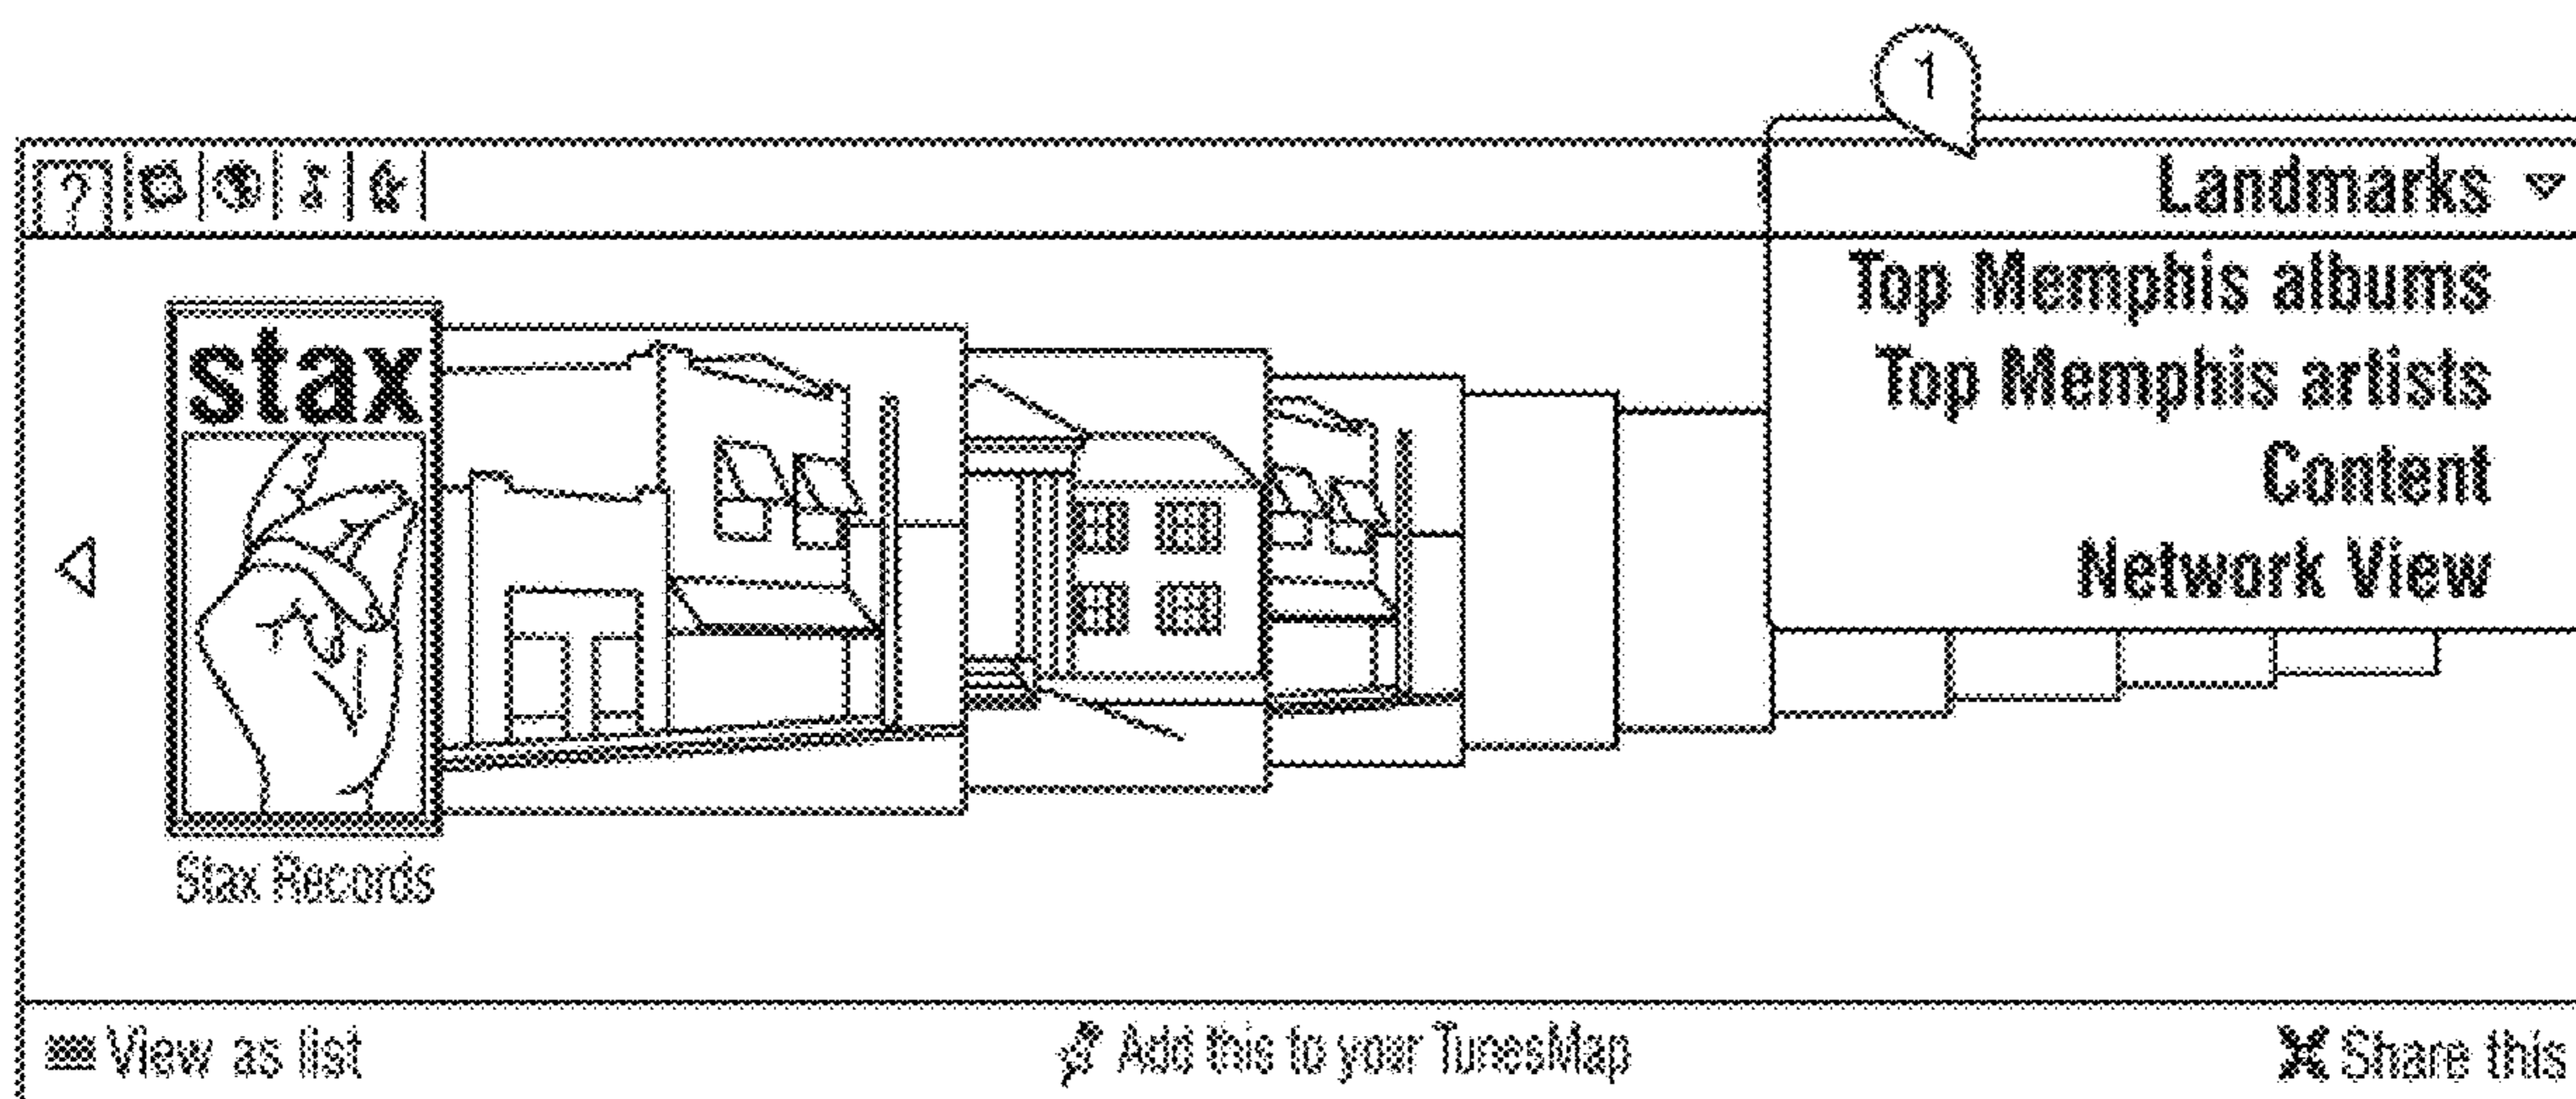 1
?
Landmarks
Top Memphis albums
Top Memphis artists
Content
Network View
stax
Stax Records
View as list
Add this to your TunesMap
Share this